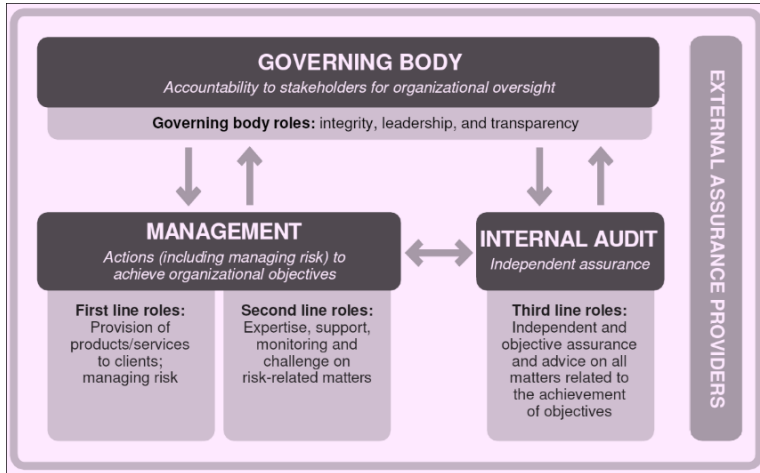 GOVERNING BODY
Accountability to stakeholders for organizational oversight
Governing body roles: integrity, leadership, and transparency
MANAGEMENT
Actions (including managing risk) to
achieve organizational objectives
First line roles:
Provision of
products/services
to clients;
managing risk
Second line roles:
Expertise, support,
monitoring and
challenge on
risk-related matters
INTERNAL AUDIT
Independent assurance
Third line roles:
Independent and
objective assurance
and advice on all
matters related to
the achievement
of objectives
EXTERNAL ASSURANCE PROVIDERS